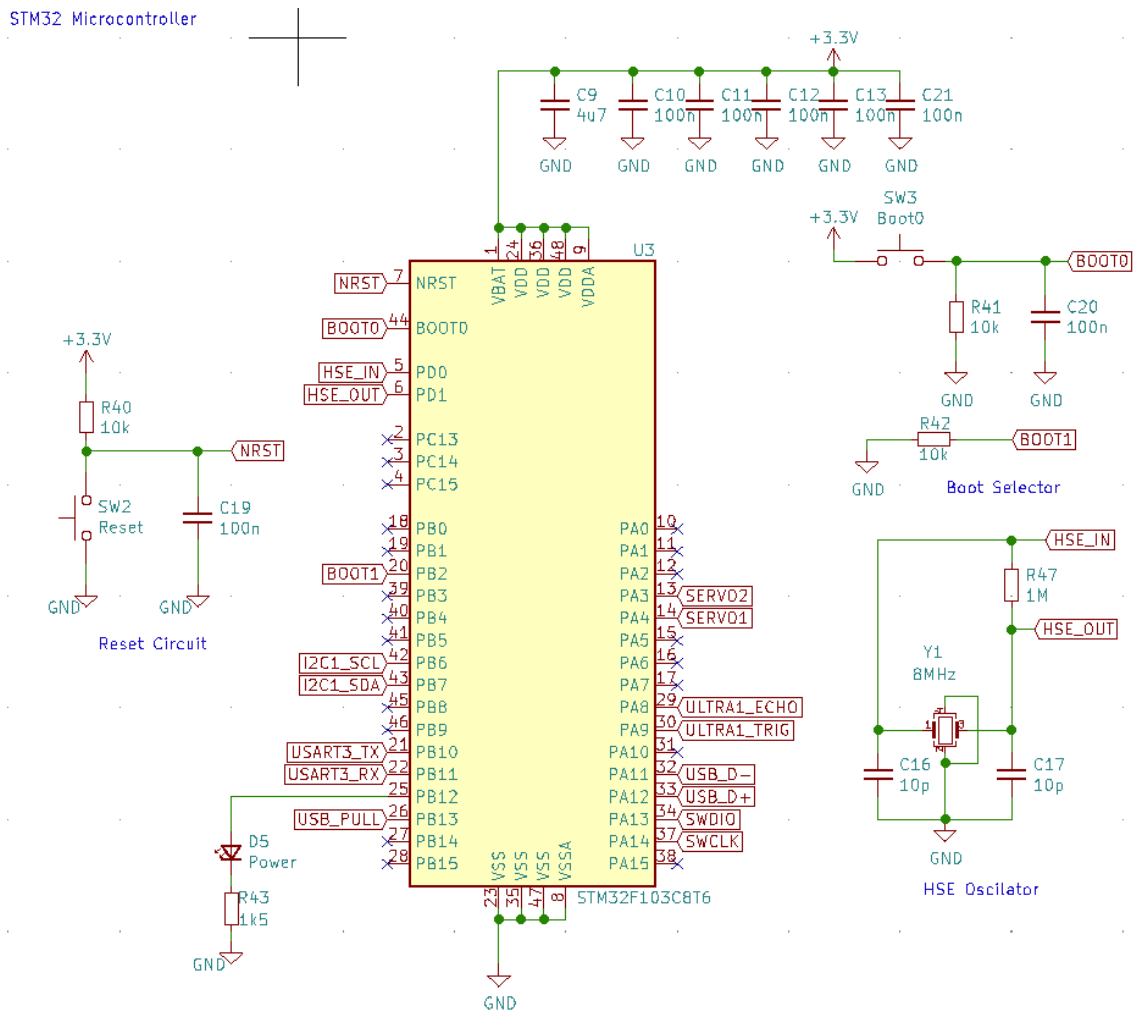 STM32 Microcontroller
+3.3V
C9
4u7
C10
100n
C11
100n
C12
100n
C13
100n
C21
100n
GND
GND
GND
GND
GND
GND
SW3
Boot0
+3.3V
BOOT0
R41
10k
C20
100n
GND
GND
R42
10k
BOOT1
GND
Boot Selector
U3
1
24
36
48
9
VBAT
VDD
VDD
VDD
VDDA
NRST 7 NRST
BOOT0 44 BOOT0
HSE_IN 5 PD0
HSE_OUT 6 PD1
2 PC13
3 PC14
4 PC15
18 PB0
19 PB1
BOOT1 20 PB2
39 PB3
40 PB4
41 PB5
I2C1_SCL 42 PB6
I2C1_SDA 43 PB7
45 PB8
46 PB9
USART3_TX 21 PB10
USART3_RX 22 PB11
25 PB12
USB_PULL 26 PB13
27 PB14
28 PB15
PA0 10
PA1 11
PA2 12
PA3 13 SERVO2
PA4 14 SERVO1
PA5 15
PA6 16
PA7 17
PA8 29 ULTRA1_ECHO
PA9 30 ULTRA1_TRIG
PA10 31
PA11 32 USB_D-
PA12 33 USB_D+
PA13 34 SWDIO
PA14 37 SWCLK
PA15 38
VSS
VSS
VSS
VSSA
23
35
47
8
STM32F103C8T6
GND
+3.3V
R40
10k
NRST
SW2
Reset
C19
100n
GND
GND
Reset Circuit
D5
Power
R43
1k5
GND
HSE_IN
R47
1M
HSE_OUT
Y1
8MHz
1
3
C16
10p
C17
10p
GND
HSE Oscilator